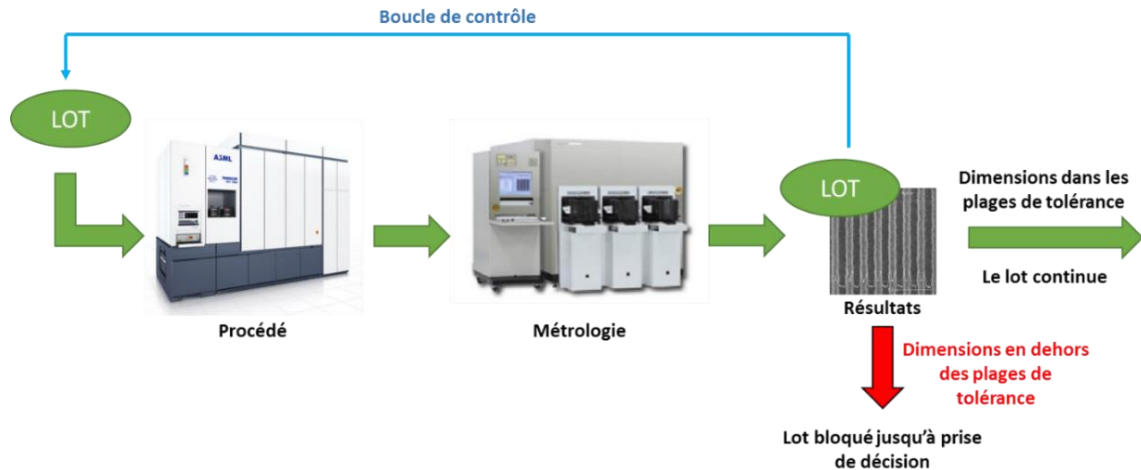 Boucle de contrôle
LOT
ASML
LOT
Dimensions dans les
plages de tolérance
Le lot continue
Procédé
Métrologie
Résultats
Dimensions en dehors
des plages de
tolérance
Lot bloqué jusqu’à prise
de décision